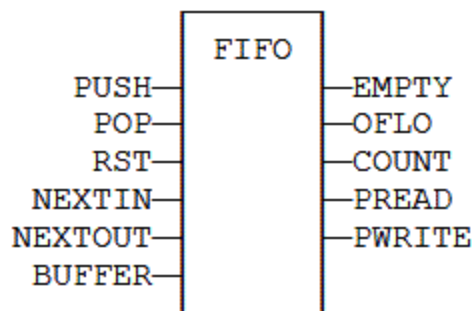 FIFO
PUSH EMPTY
POP OFLO
RST COUNT
NEXTIN PREAD
NEXTOUT PWRITE
BUFFER